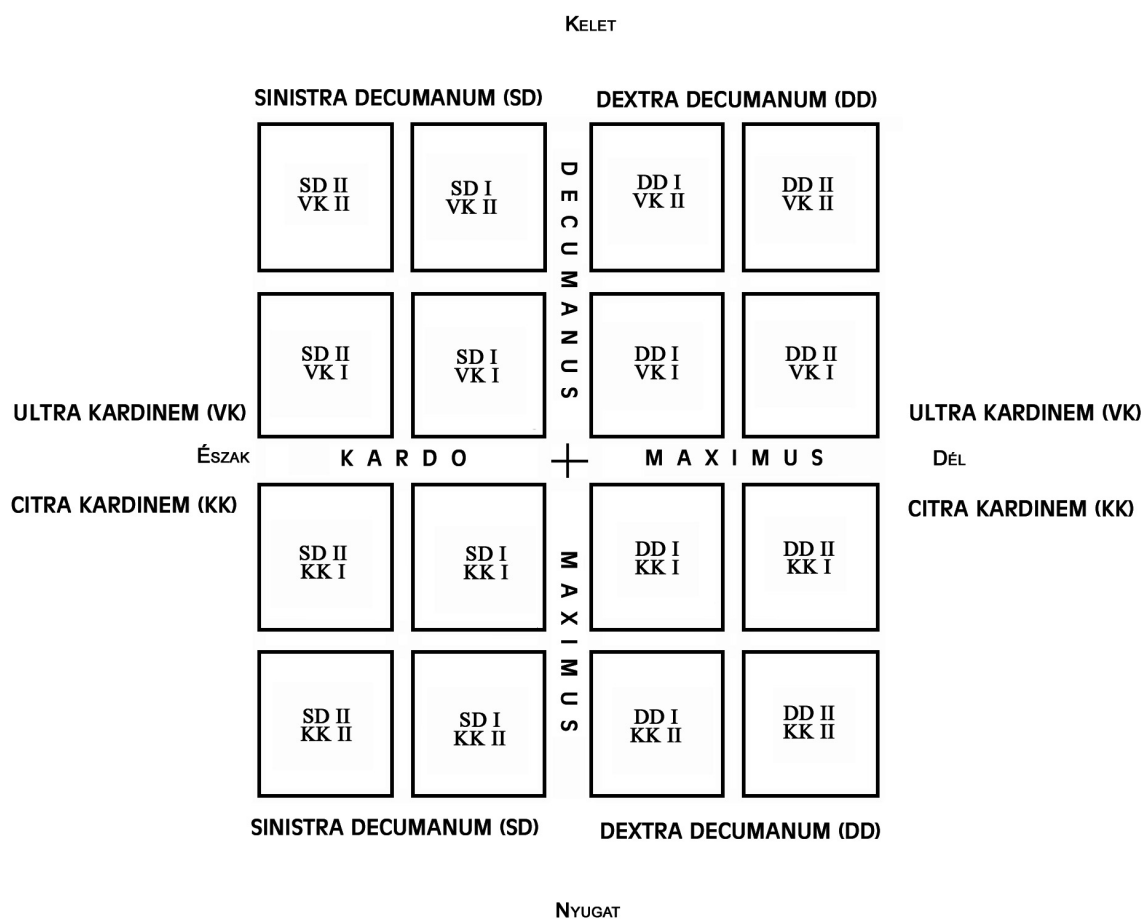 KELET
SINISTRA DECUMANUM (SD)
DEXTRA DECUMANUM (DD)
SD II
VK II
SD I
VK II
DECUMANUS
DD I
VK II
DD II
VK II
SD II
VK I
SD I
VK I
DD I
VK I
DD II
VK I
ULTRA KARDINEM (VK)
ULTRA KARDINEM (VK)
ÉSZAK
KARDO
MAXIMUS
DÉL
CITRA KARDINEM (KK)
CITRA KARDINEM (KK)
SD II
KK I
SD I
KK I
MAXIMUS
DD I
KK I
DD II
KK I
SD II
KK II
SD I
KK II
DD I
KK II
DD II
KK II
SINISTRA DECUMANUM (SD)
DEXTRA DECUMANUM (DD)
NYUGAT